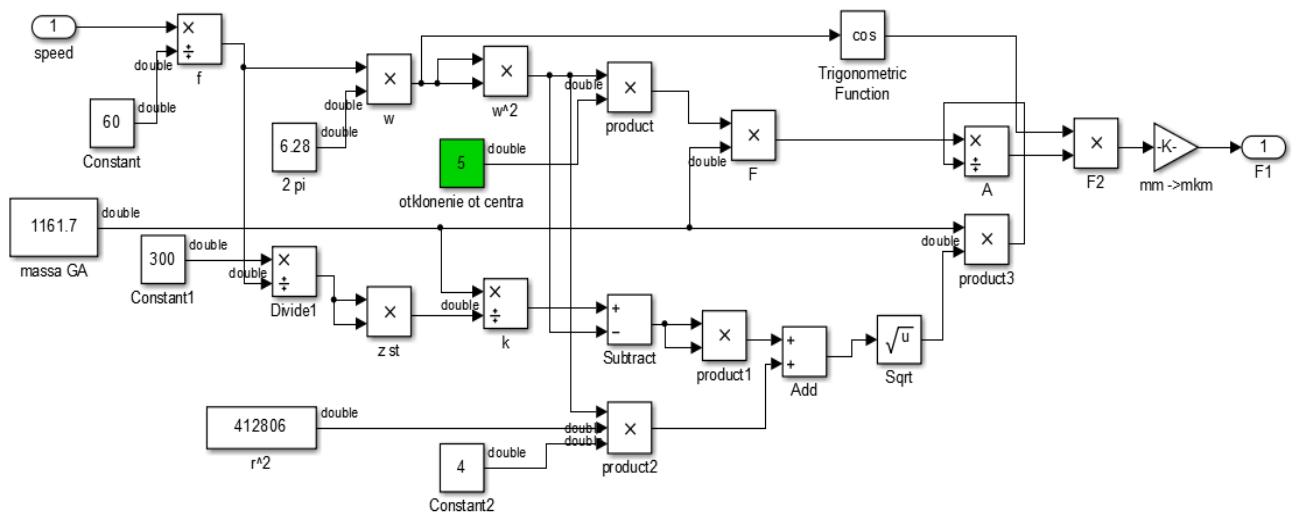 1
speed
×
÷
f
double
60
Constant
double
6.28
2 pi
double
double
×
w
×
w^2
5
otklonenie ot centra
double
double
×
product
cos
Trigonometric
Function
double
×
F
×
÷
A
×
F2
-K-
mm ->mkm
1
F1
1161.7
massa GA
double
300
Constant1
double
double
×
÷
Divide1
×
z st
double
×
÷
k
+
−
Subtract
×
product1
+
+
Add
√u
Sqrt
double
×
product3
412806
r^2
double
4
Constant2
double
double
double
×
product2